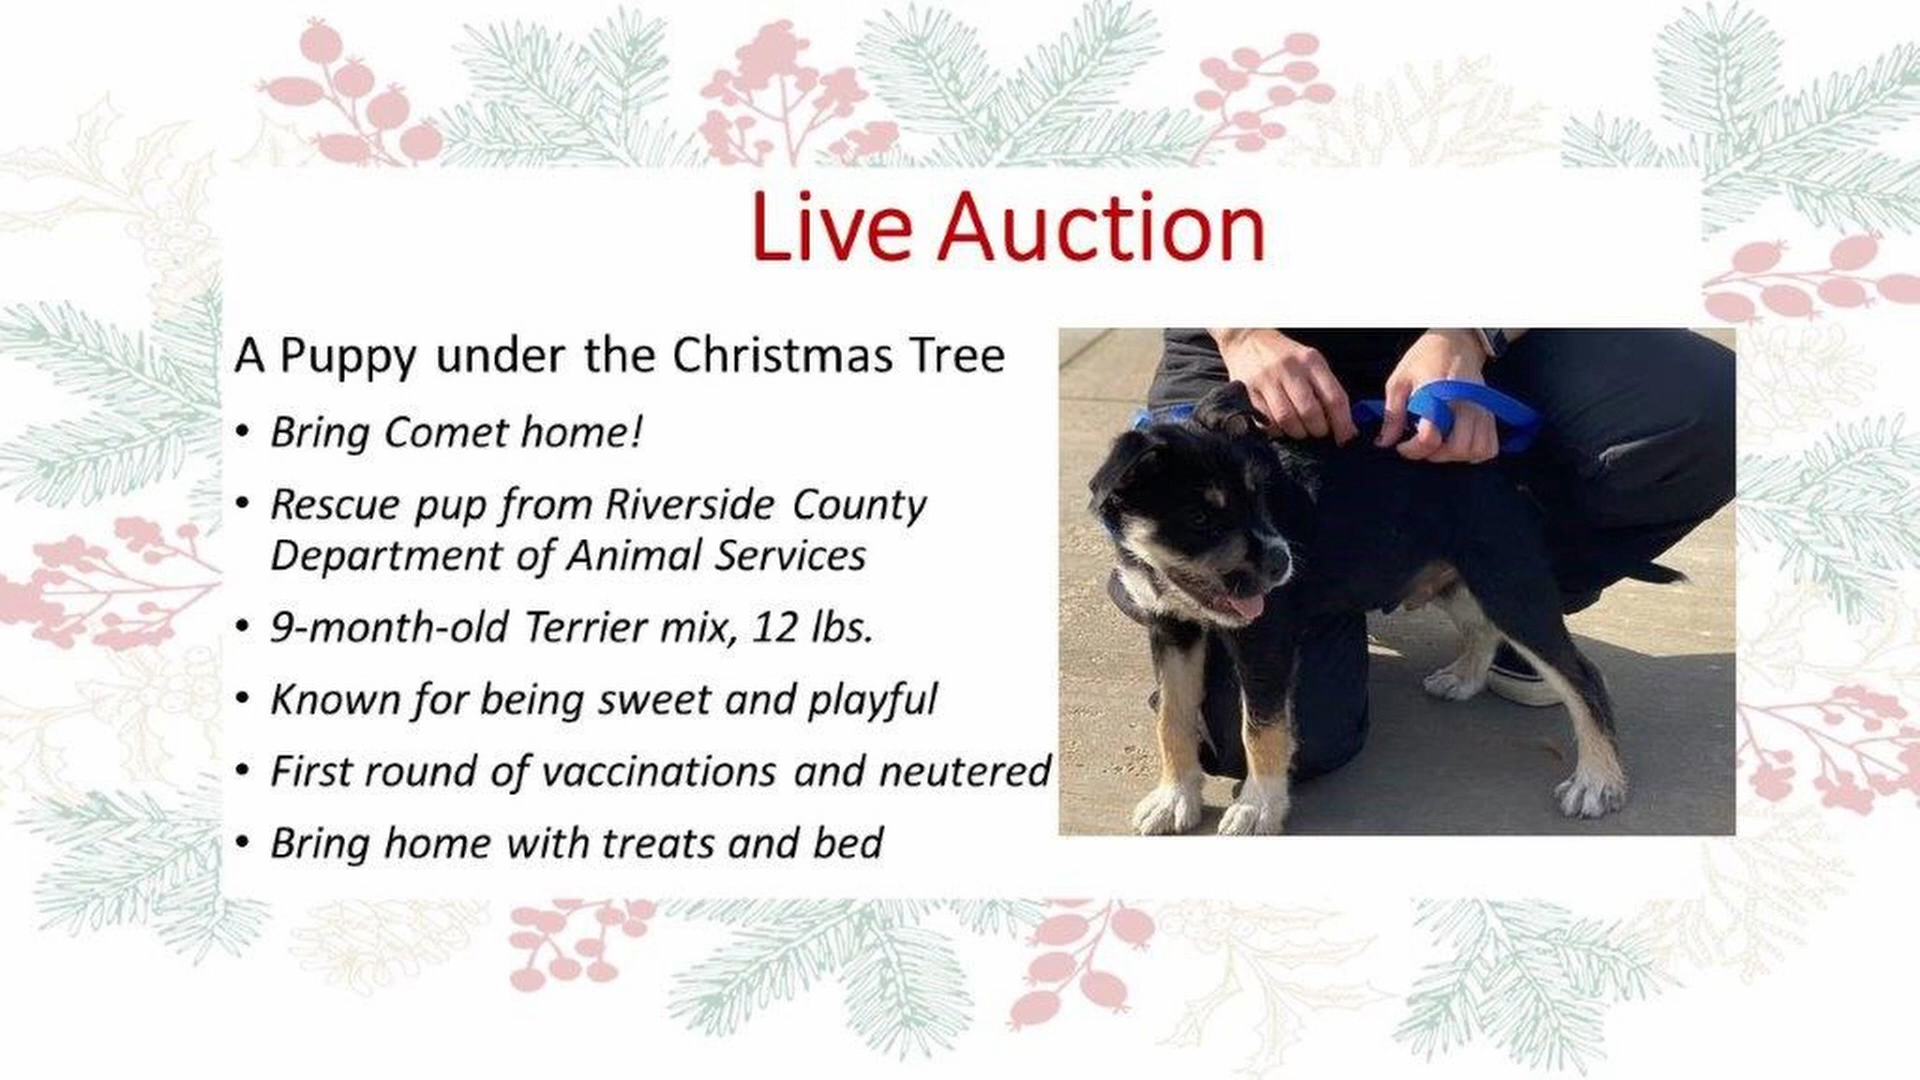 Live Auction
A Puppy under the Christmas Tree
• Bring Comet home!
• Rescue pup from Riverside County
Department of Animal Services
• 9-month-old Terrier mix, 12 lbs.
• Known for being sweet and playful
• First round of vaccinations and neutered
• Bring home with treats and bed